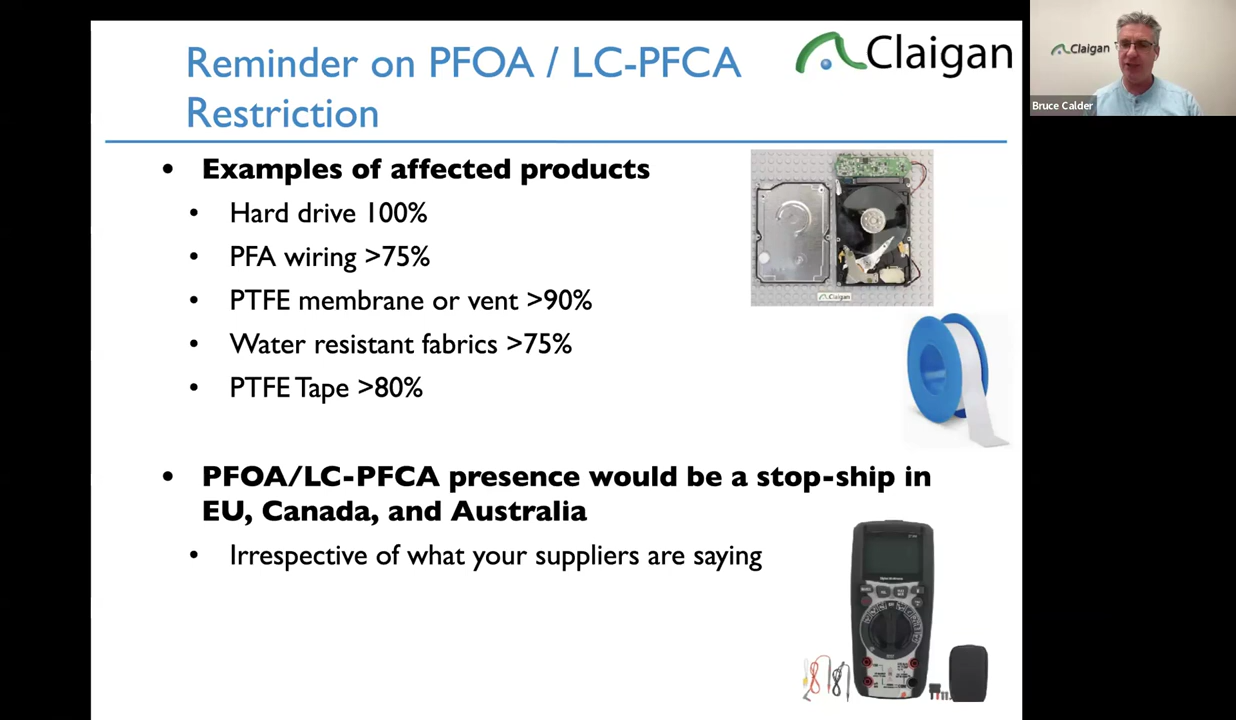 Reminder on PFOA / LC-PFCA
Restriction
Claigan
Claigan
Bruce Calder
• Examples of affected products
• Hard drive 100%
• PFA wiring >75%
• PTFE membrane or vent >90%
• Water resistant fabrics >75%
• PTFE Tape >80%
Claigan
• PFOA/LC-PFCA presence would be a stop-ship in
EU, Canada, and Australia
• Irrespective of what your suppliers are saying